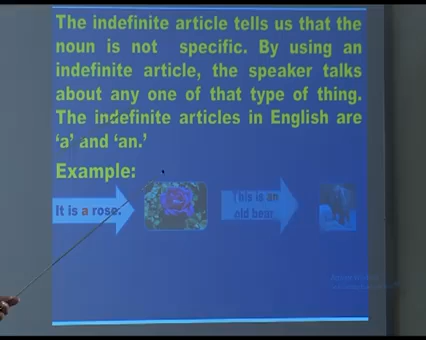 The indefinite article tells us that the
noun is not specific. By using an
indefinite article, the speaker talks
about any one of that type of thing.
The indefinite articles in English are
‘a’ and ‘an.’
Example:
It is a rose.
This is an
old bear